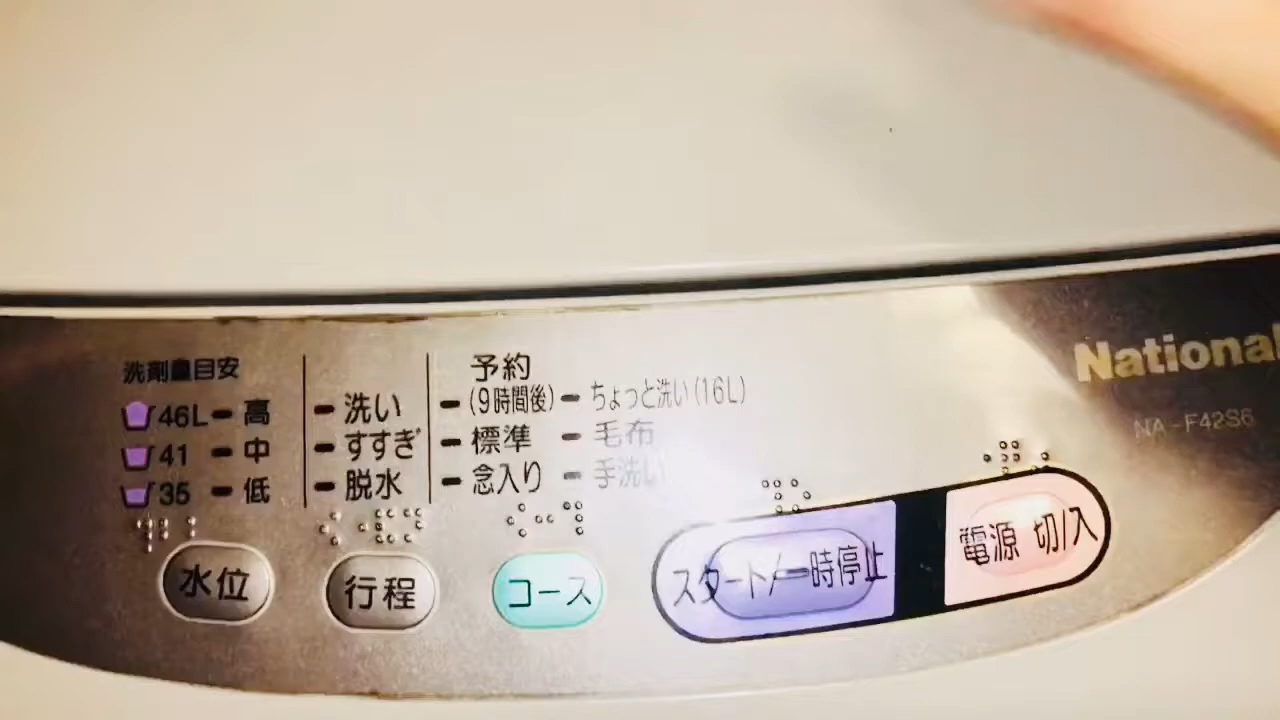 National
NA-F42S6
洗剤量目安
46L 高
41 中
35 低
洗い
すすぎ
脱水
予約
(9時間後) ちょっと洗い(16L)
標準 毛布
念入り 手洗い
水位
行程
コース
スタート/一時停止
電源 切/入